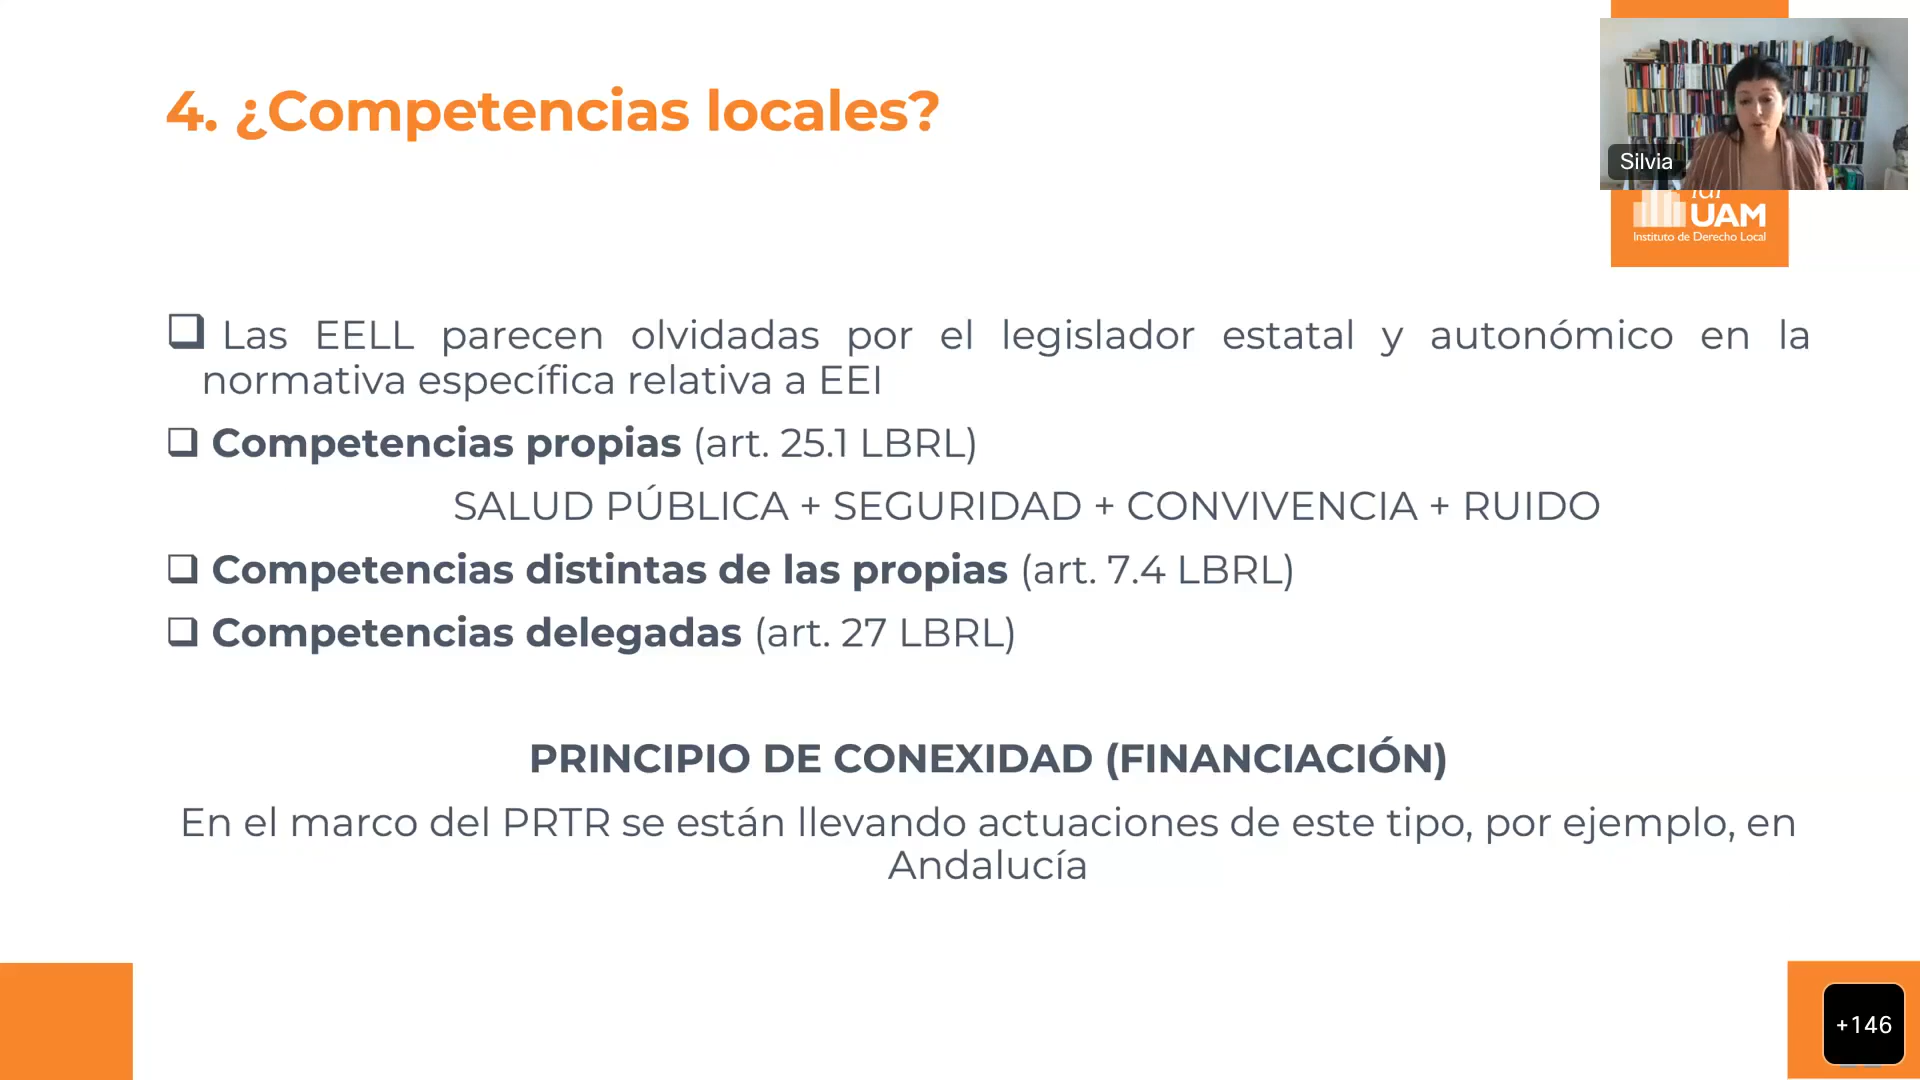 4. ¿Competencias locales?
Silvia
idl
UAM
Instituto de Derecho Local
Las EELL parecen olvidadas por el legislador estatal y autonómico en la
normativa específica relativa a EEI
Competencias propias (art. 25.1 LBRL)
SALUD PÚBLICA + SEGURIDAD + CONVIVENCIA + RUIDO
Competencias distintas de las propias (art. 7.4 LBRL)
Competencias delegadas (art. 27 LBRL)
PRINCIPIO DE CONEXIDAD (FINANCIACIÓN)
En el marco del PRTR se están llevando actuaciones de este tipo, por ejemplo, en
Andalucía
+146